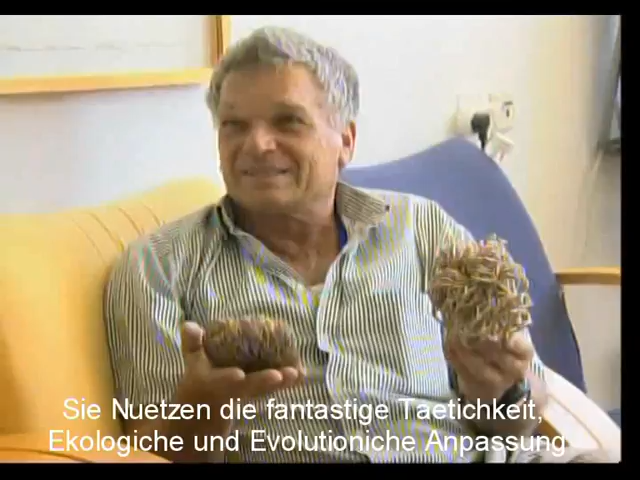 Sie Nuetzen die fantastige Taetichkeit,
Ekologiche und Evolutioniche Anpassung